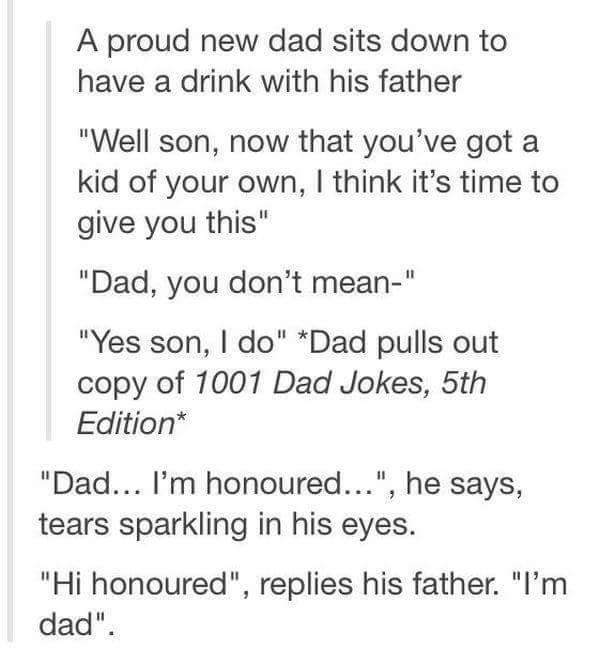 A proud new dad sits down to
have a drink with his father
"Well son, now that you've got a
kid of your own, I think it's time to
give you this"
"Dad, you don't mean-"
"Yes son, I do" *Dad pulls out
copy of 1001 Dad Jokes, 5th
Edition*
"Dad... I'm honoured...", he says,
tears sparkling in his eyes.
"Hi honoured", replies his father. "I'm
dad".